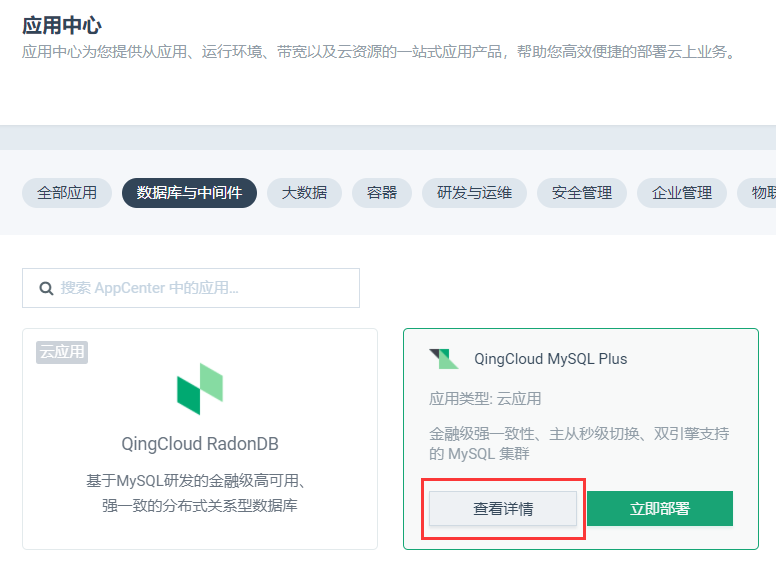 应用中心
应用中心为您提供从应用、运行环境、带宽以及云资源的一站式应用产品，帮助您高效便捷的部署云上业务。
全部应用 数据库与中间件 大数据 容器 研发与运维 安全管理 企业管理 物联
搜索 AppCenter 中的应用...
云应用
QingCloud RadonDB
基于MySQL研发的金融级高可用、
强一致的分布式关系型数据库
QingCloud MySQL Plus
应用类型: 云应用
金融级强一致性、主从秒级切换、双引擎支持
的 MySQL 集群
查看详情 立即部署